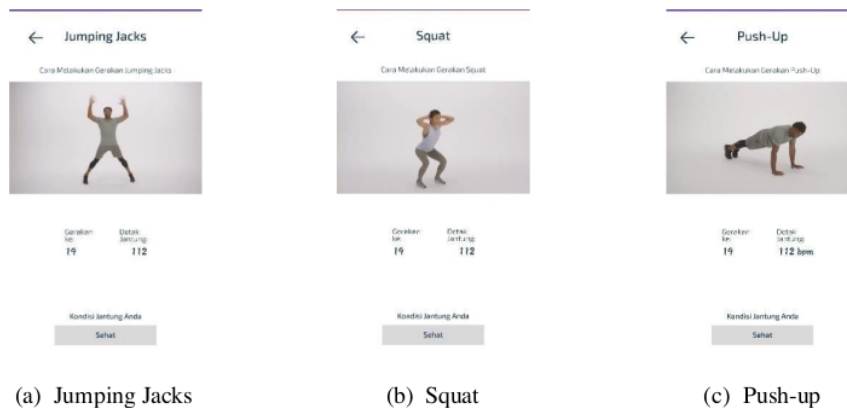 ← Jumping Jacks
Cara Melakukan Gerakan Jumping Jacks
Gerakan
ke:
19
Detak
Jantung:
112
Kondisi Jantung Anda
Sehat
(a) Jumping Jacks
← Squat
Cara Melakukan Gerakan Squat
Gerakan
ke:
19
Detak
Jantung:
112
Kondisi Jantung Anda
Sehat
(b) Squat
← Push-Up
Cara Melakukan Gerakan Push-Up
Gerakan
ke:
19
Detak
Jantung:
112 bpm
Kondisi Jantung Anda
Sehat
(c) Push-up